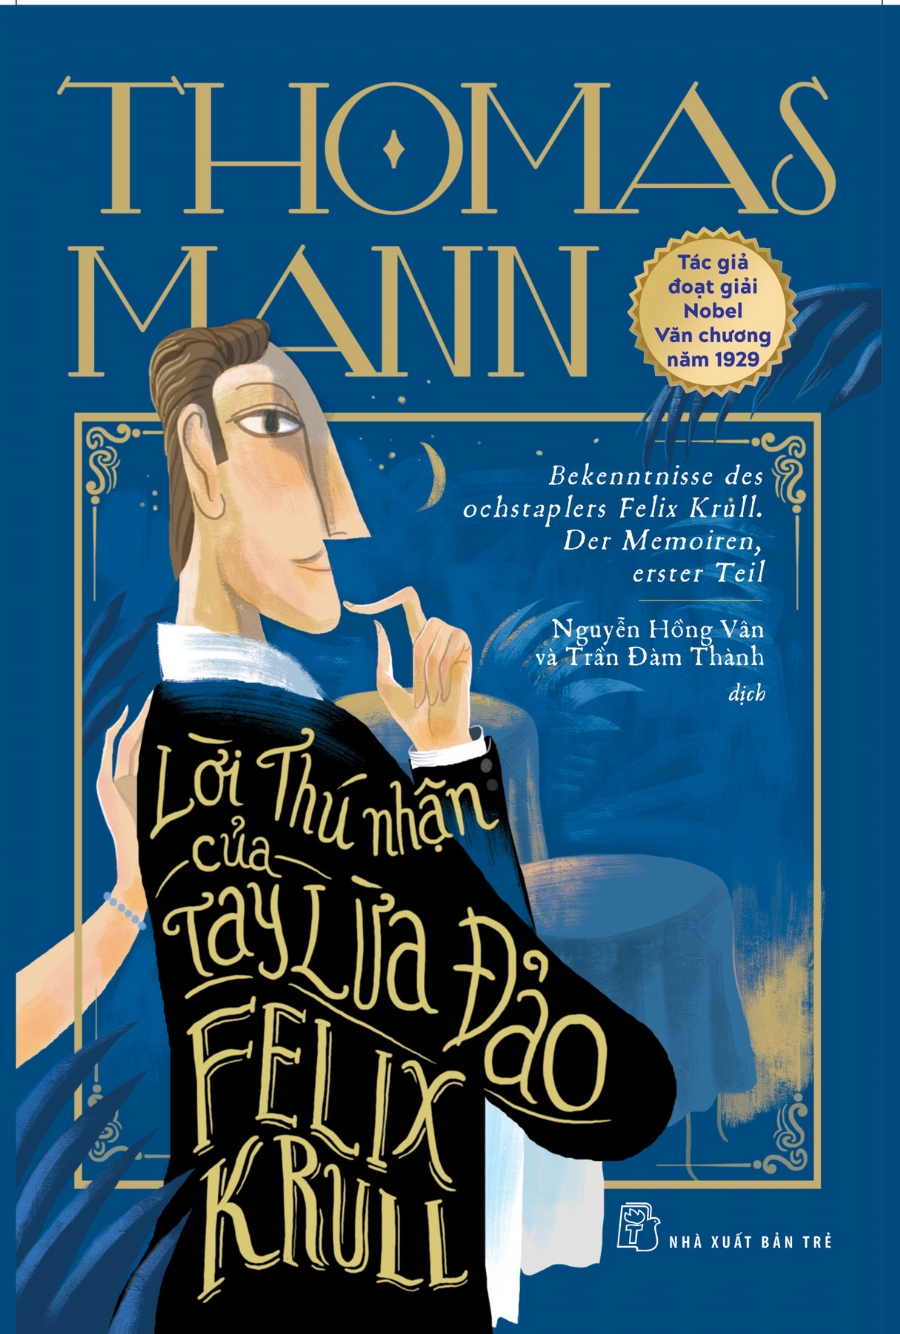 THOMAS
MANN
Tác giả
đoạt giải
Nobel
Văn chương
năm 1929
Bekenntnisse des
ochstaplers Felix Krull.
Der Memoiren,
erster Teil
Nguyễn Hồng Vân
và Trần Đàm Thành
dịch
Lời Thú nhận
của
Tay Lừa Đảo
FELIX
KRULL
NHÀ XUẤT BẢN TRẺ